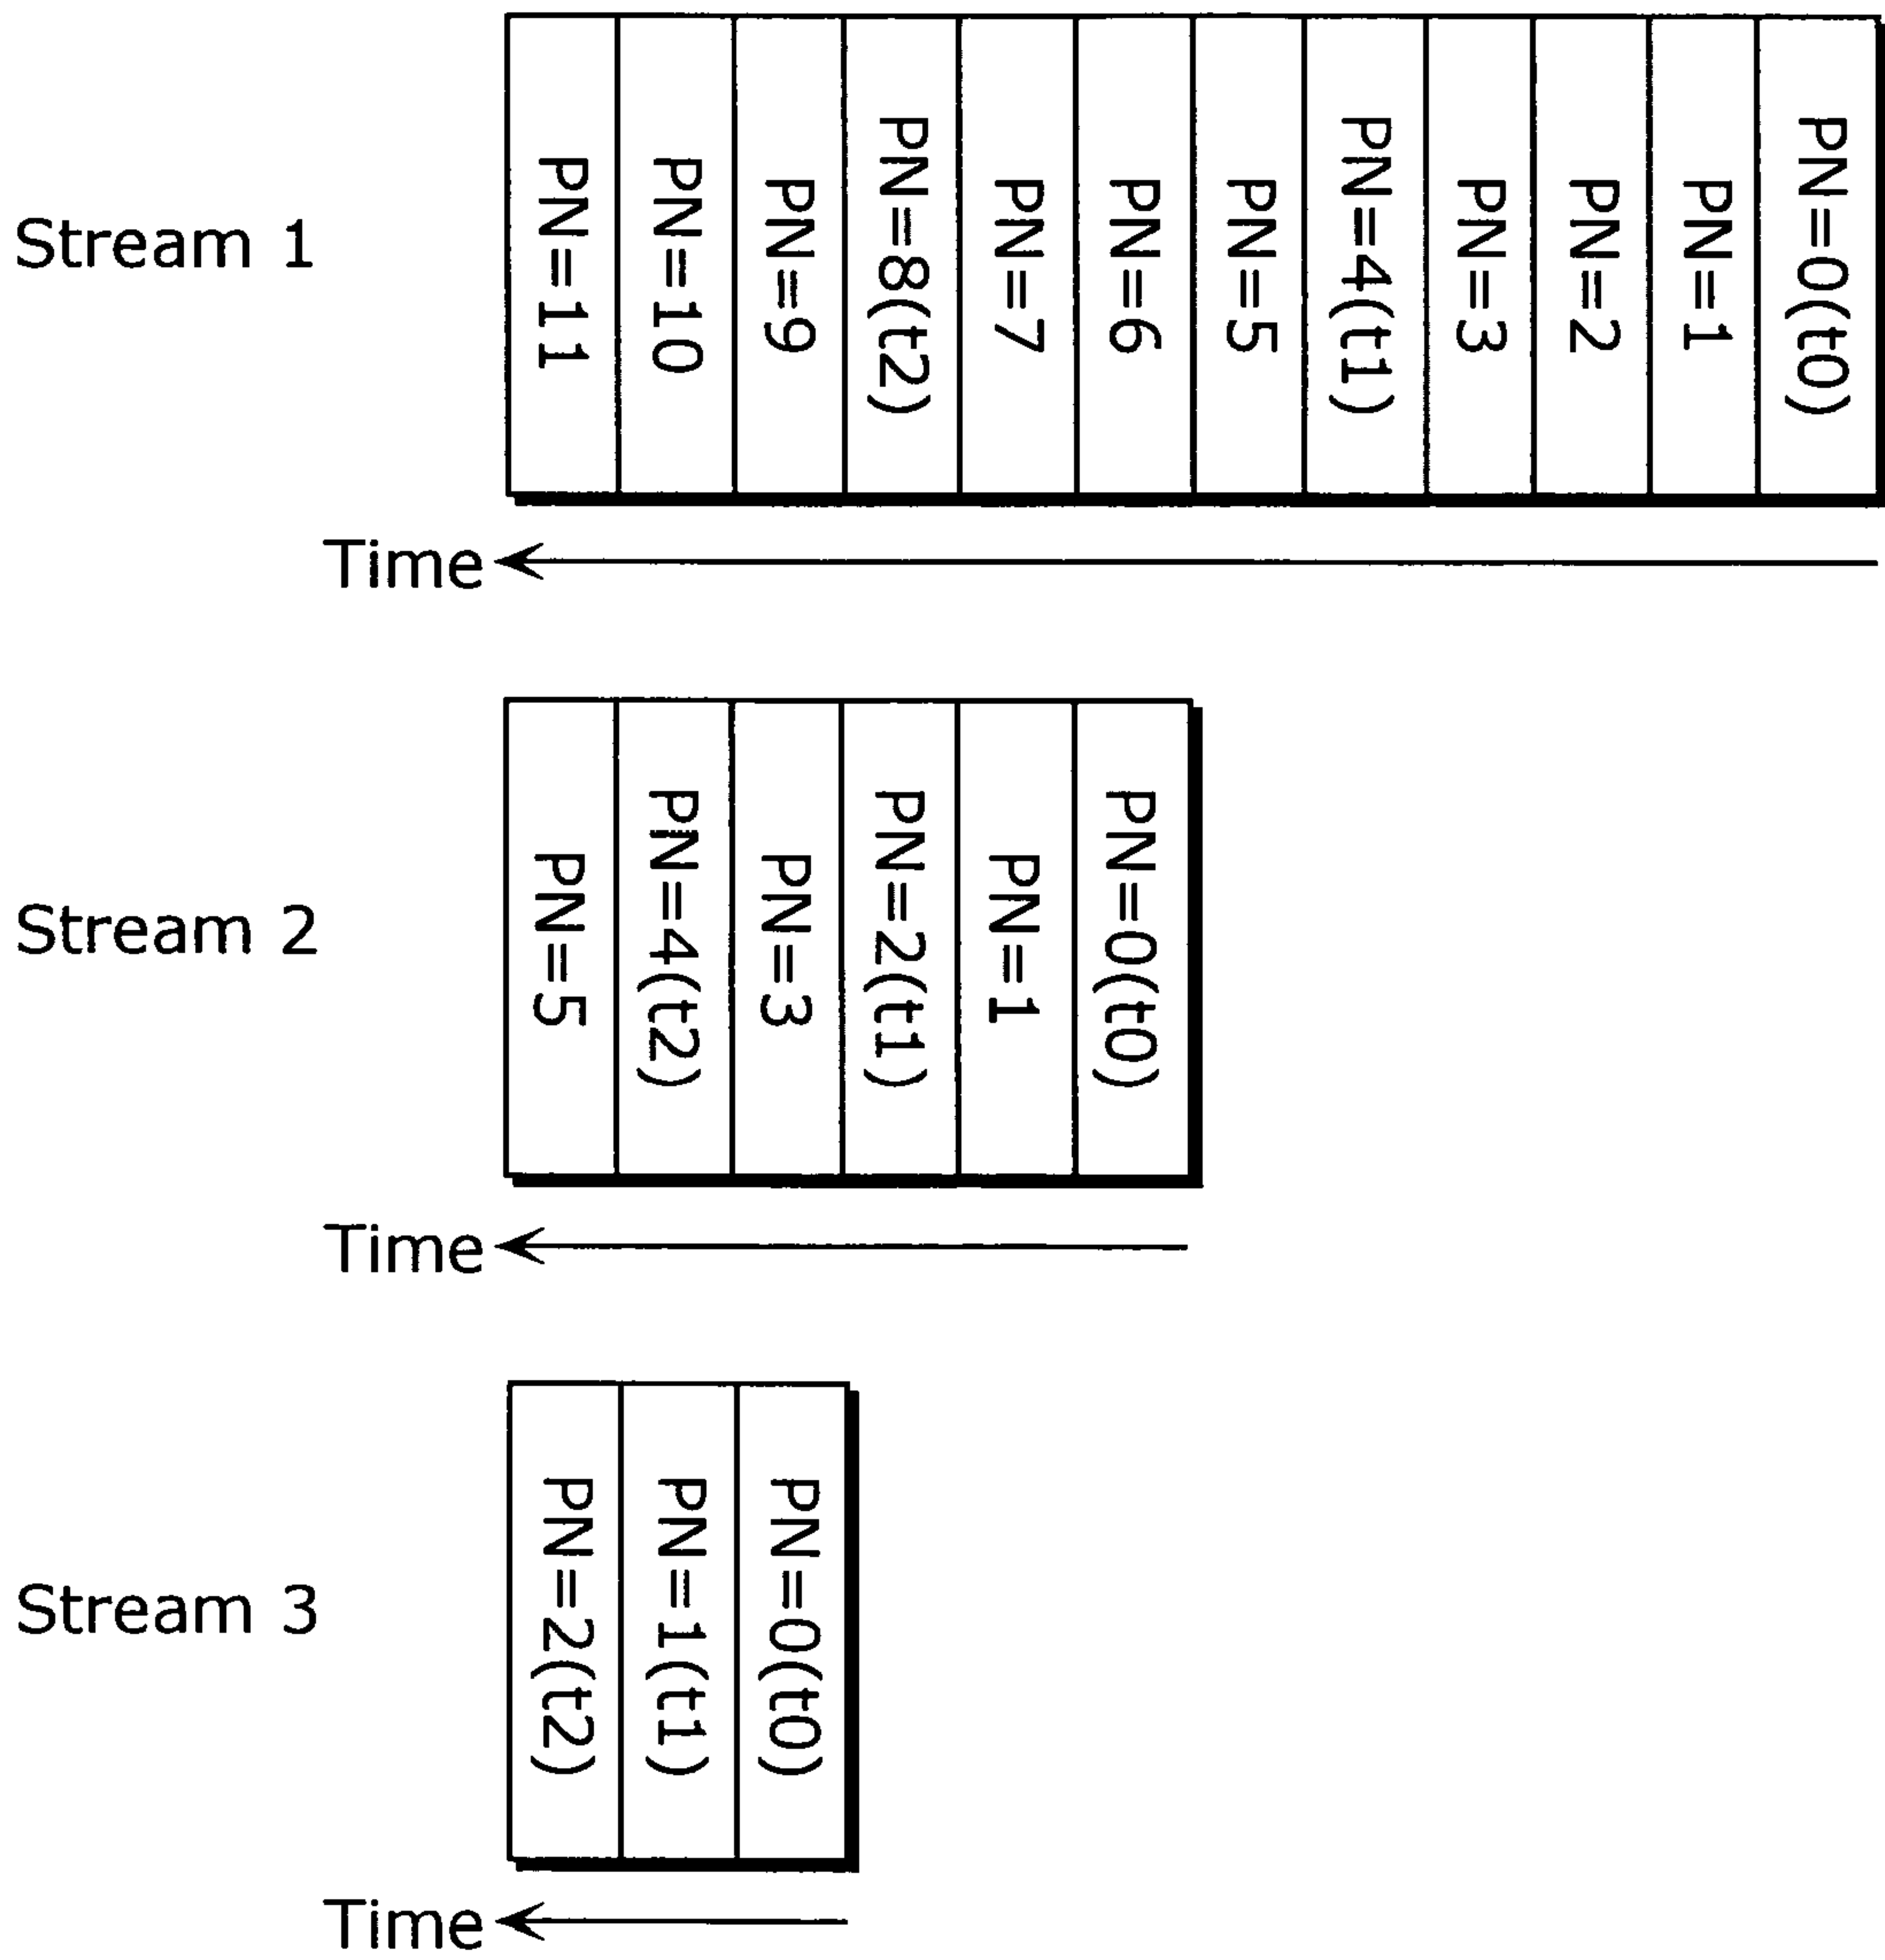 Stream 1
PN=11
PN=10
PN=9
PN=8(t2)
PN=7
PN=6
PN=5
PN=4(t1)
PN=3
PN=2
PN=1
PN=0(t0)
Time
Stream 2
PN=5
PN=4(t2)
PN=3
PN=2(t1)
PN=1
PN=0(t0)
Time
Stream 3
PN=2(t2)
PN=1(t1)
PN=0(t0)
Time